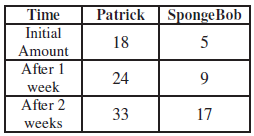 Time Patrick SpongeBob
Initial
Amount 18 5
After 1
week 24 9
After 2
weeks 33 17